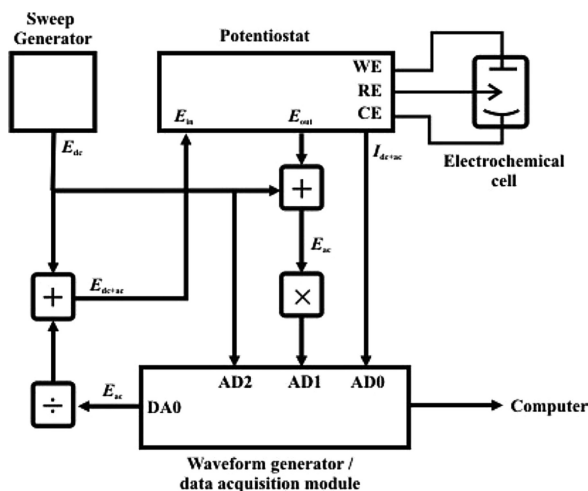 Sweep
Generator
Potentiostat
WE
RE
CE
E_in
E_out
E_dc
I_dc+ac
Electrochemical
cell
+
E_ac
+
E_dc+ac
×
÷
E_ac
AD2
AD1
AD0
DA0
Computer
Waveform generator /
data acquisition module